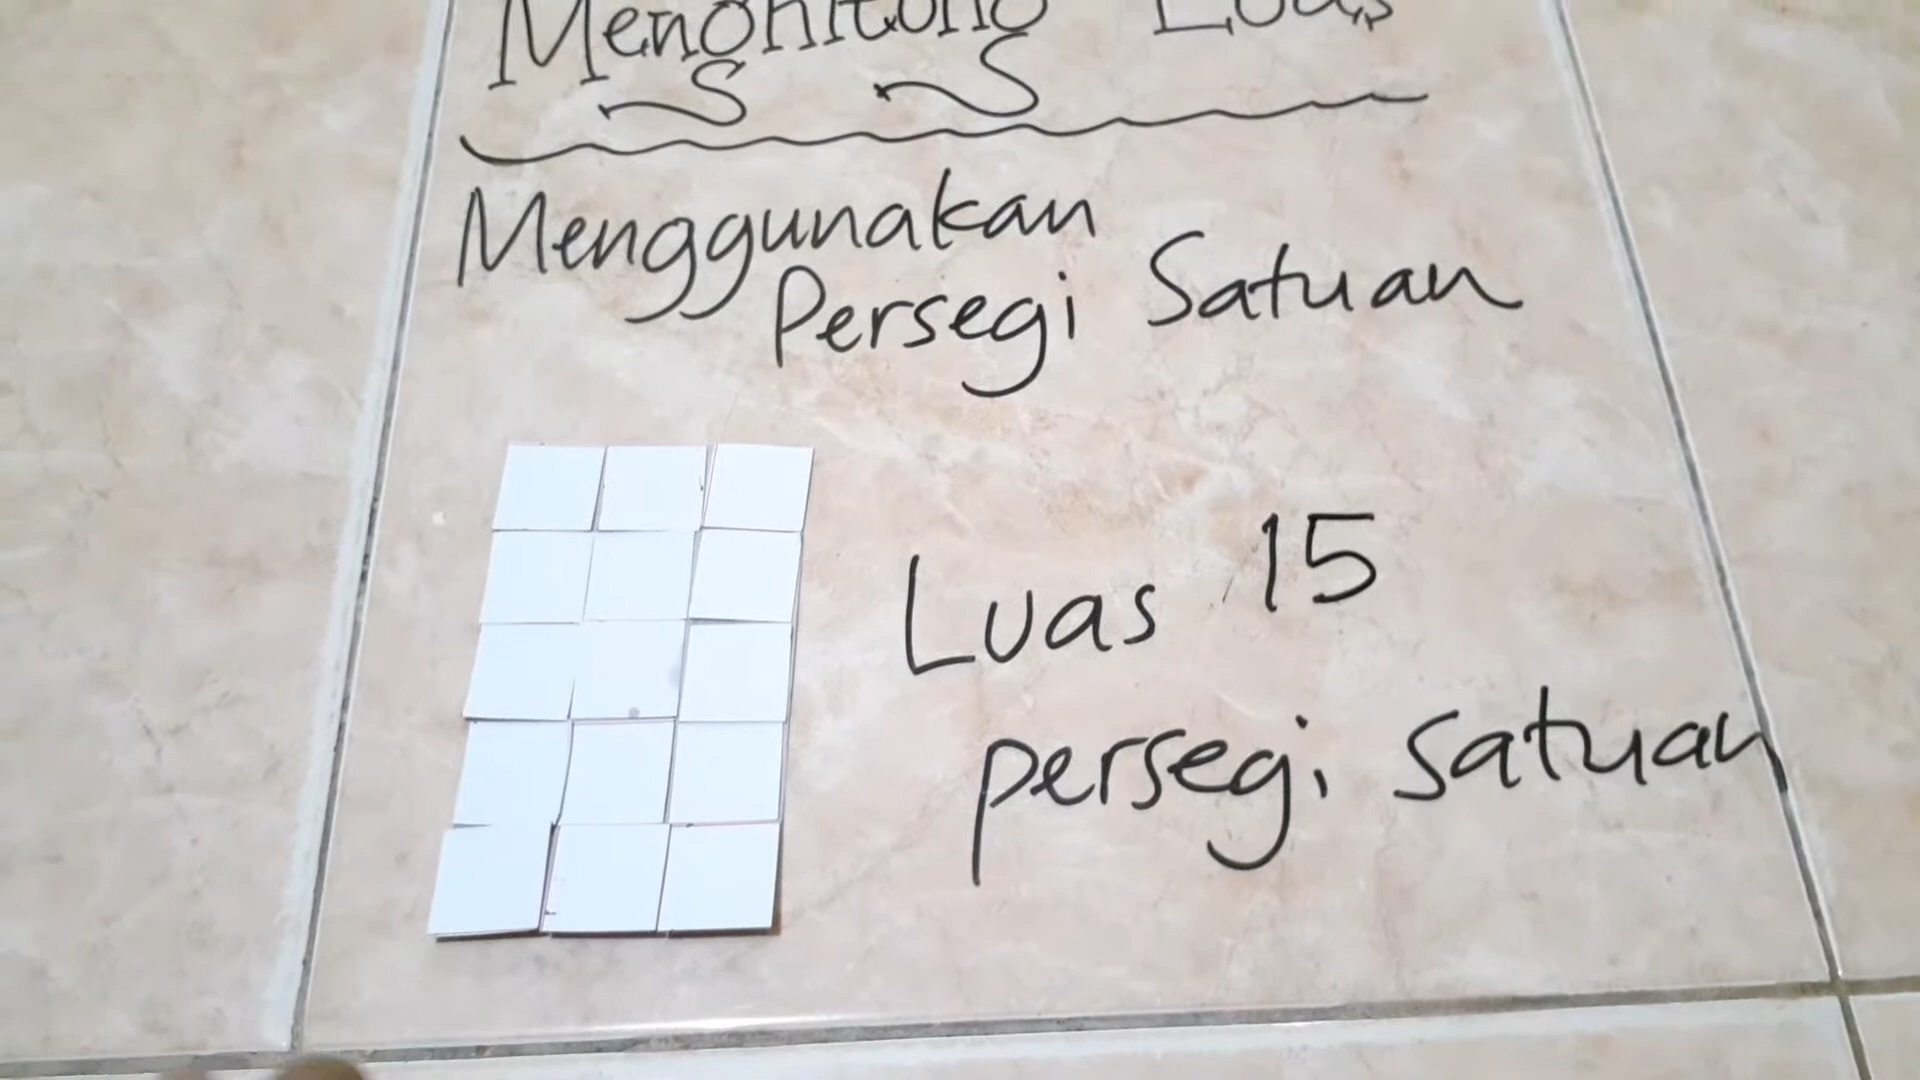 Menghitung Luas
Menggunakan
Persegi Satuan
Luas 15
persegi satuan